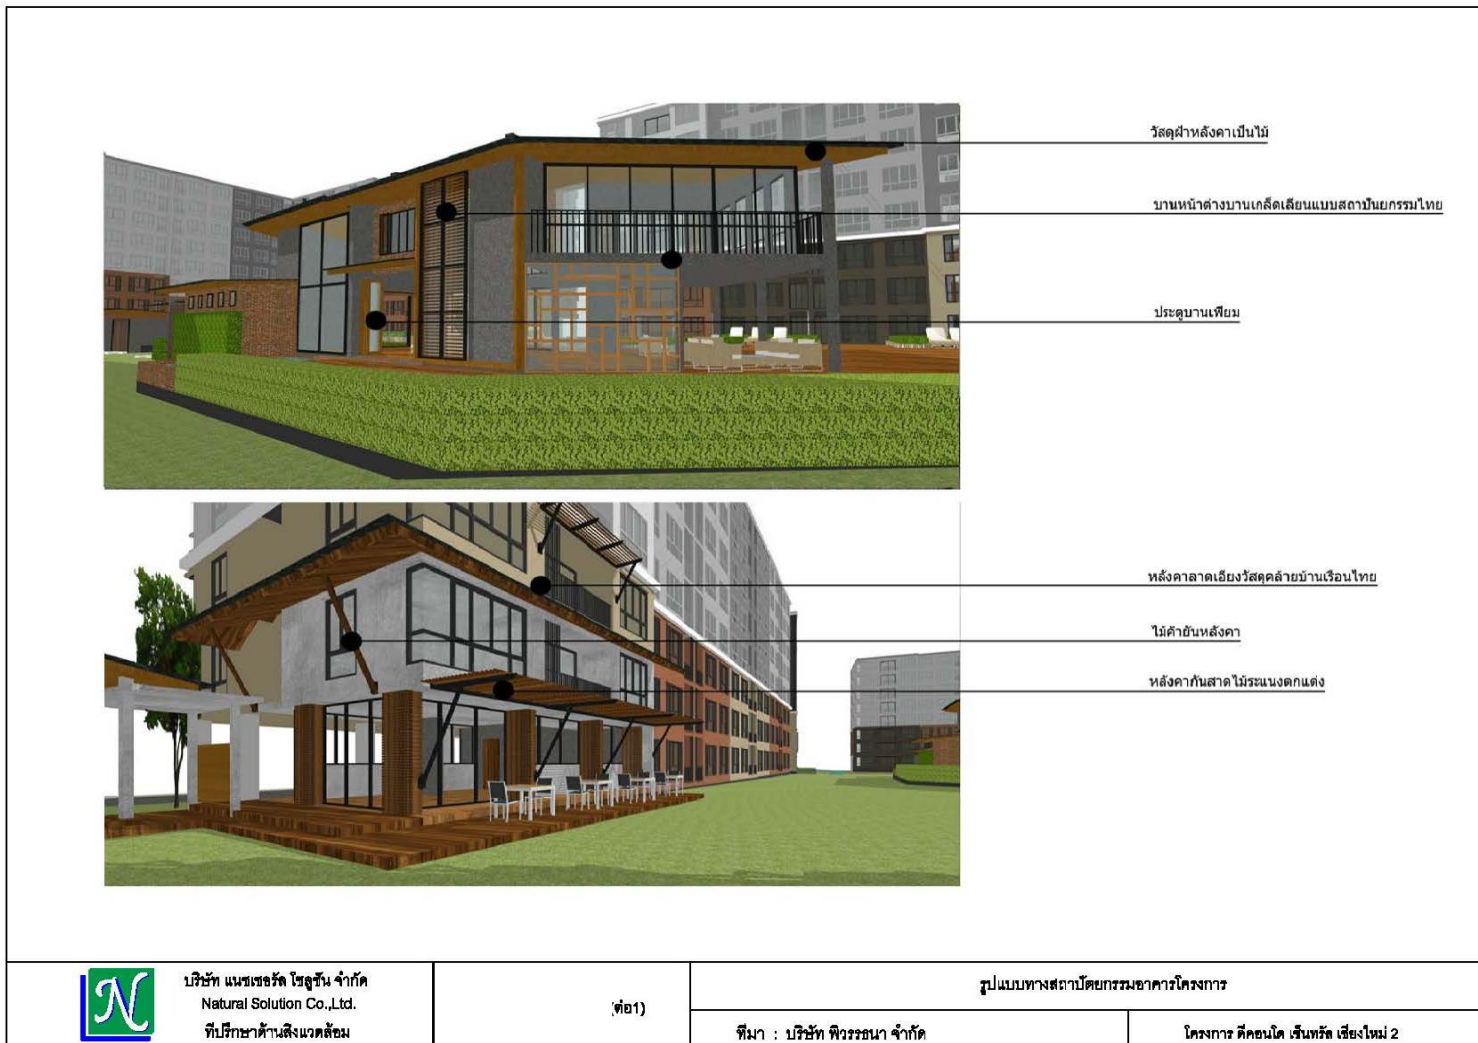 วัสดุฝ้าหลังคาเป็นไม้
บานหน้าต่างบานเกล็ดเลียนแบบสถาปันยกรรมไทย
ประตูบานเฟียม
หลังคาลาดเอียงวัสดุคล้ายบ้านเรือนไทย
ไม้ค้ำยันหลังคา
หลังคากันสาดไม้ระแนงตกแต่ง
N
บริษัท แนชเชอรัล โซลูชัน จำกัด
Natural Solution Co.,Ltd.
ที่ปรึกษาด้านสิ่งแวดล้อม
(ต่อ1)
รูปแบบทางสถาปัตยกรรมอาคารโครงการ
ที่มา : บริษัท พิวรรธนา จำกัด
โครงการ ดีคอนโด เซ็นทรัล เชียงใหม่ 2